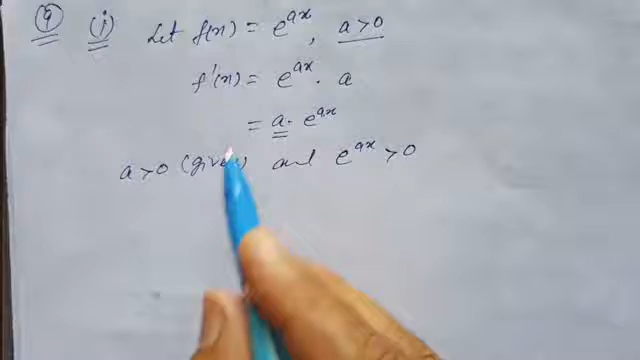 9 (i) Let f(x) = e^{ax}, a>0
f'(x) = e^{ax} · a
= a · e^{ax}
a>0 (given) and e^{ax} > 0